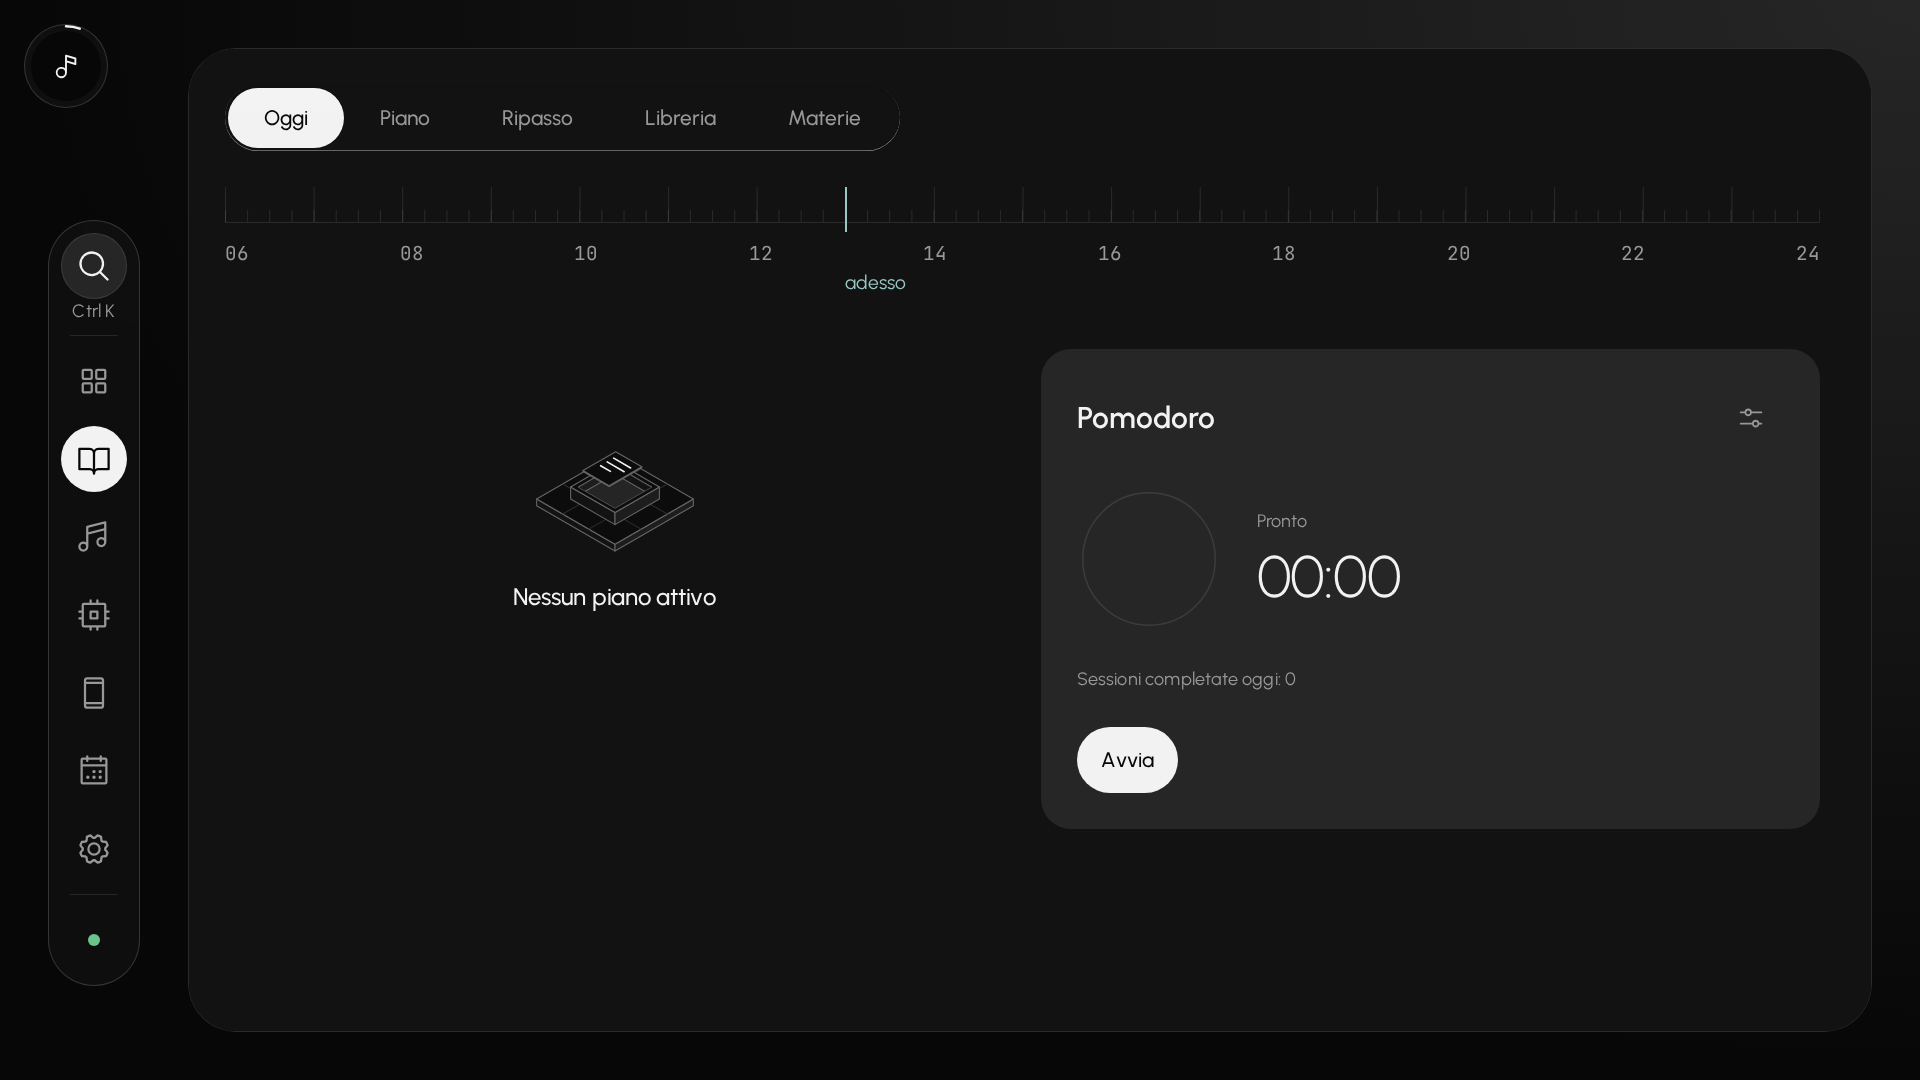 Oggi Piano Ripasso Libreria Materie
06 08 10 12 14 16 18 20 22 24
adesso
Ctrl K
Nessun piano attivo
Pomodoro
Pronto
00:00
Sessioni completate oggi: 0
Avvia